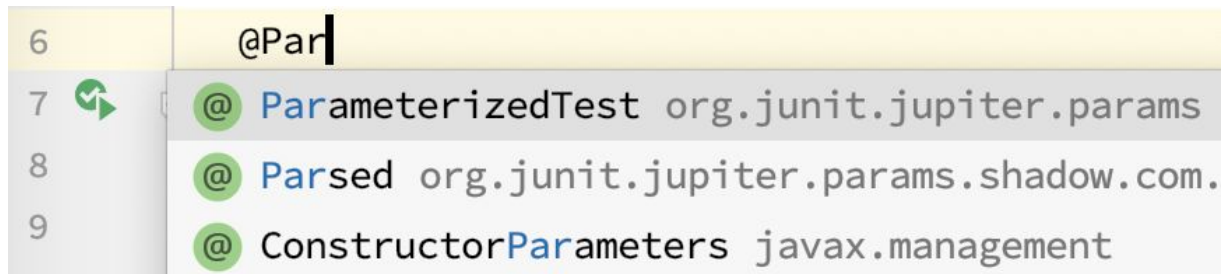 6 @Par
7 @ ParameterizedTest org.junit.jupiter.params
8 @ Parsed org.junit.jupiter.params.shadow.com.
9 @ ConstructorParameters javax.management